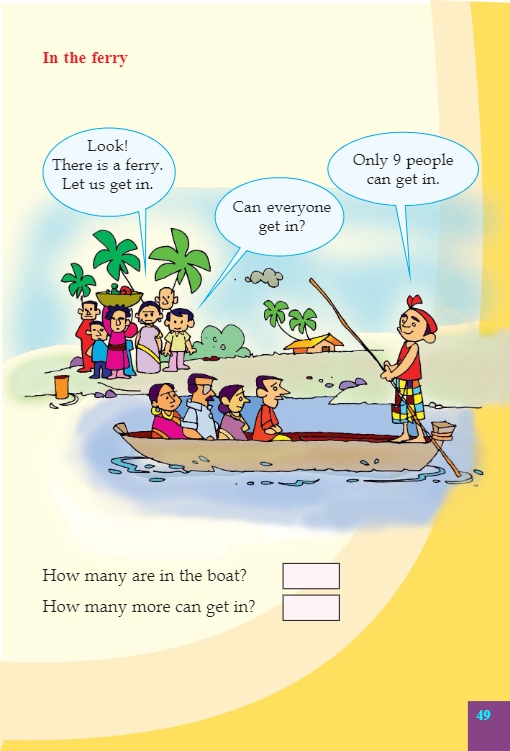 In the ferry
Look!
There is a ferry.
Let us get in.
Can everyone
get in?
Only 9 people
can get in.
How many are in the boat?
How many more can get in?
49